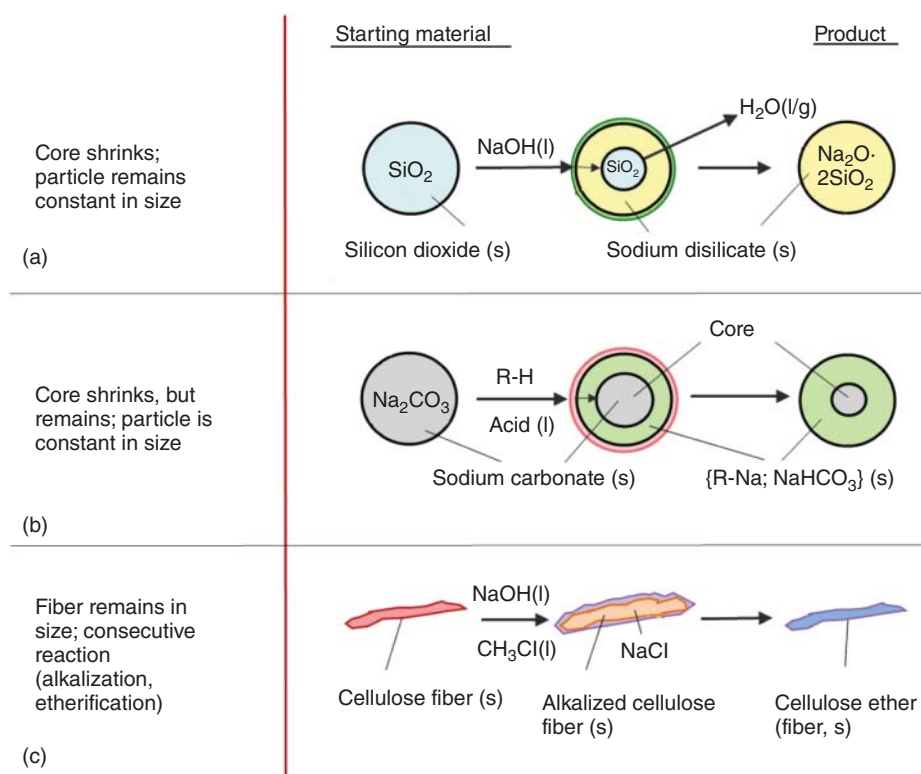 Starting material
Product
Core shrinks;
particle remains
constant in size
(a)
SiO₂
NaOH(l)
SiO₂
H₂O(l/g)
Na₂O·
2SiO₂
Silicon dioxide (s)
Sodium disilicate (s)
Core shrinks, but
remains; particle is
constant in size
(b)
Na₂CO₃
R-H
Acid (l)
Core
Sodium carbonate (s)
{R-Na; NaHCO₃} (s)
Fiber remains in
size; consecutive
reaction
(alkalization,
etherification)
(c)
NaOH(l)
CH₃Cl(l)
NaCl
Cellulose fiber (s)
Alkalized cellulose
fiber (s)
Cellulose ether
(fiber, s)